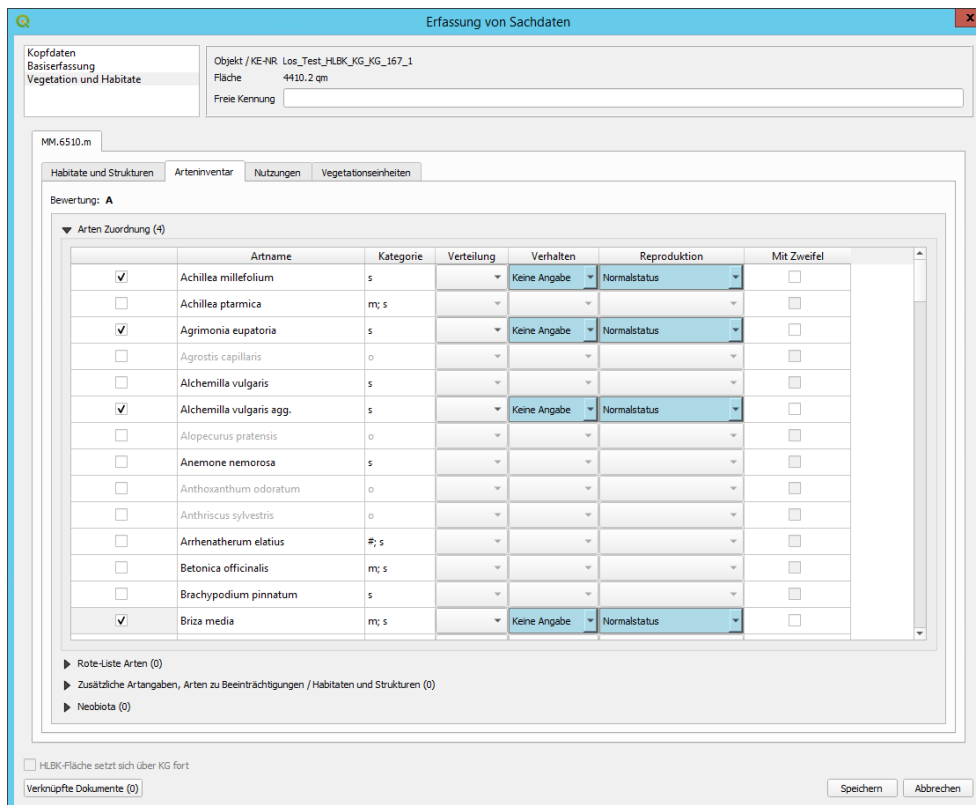 Erfassung von Sachdaten
x
Kopfdaten
Basiserfassung
Vegetation und Habitate
Objekt / KE-NR Los_Test_HLBK_KG_KG_167_1
Fläche 4410.2 qm
Freie Kennung
MM.6510.m
Habitate und Strukturen Arteninventar Nutzungen Vegetationseinheiten
Bewertung: A
Arten Zuordnung (4)
Artname Kategorie Verteilung Verhalten Reproduktion Mit Zweifel
Achillea millefolium s Keine Angabe Normalstatus
Achillea ptarmica m; s
Agrimonia eupatoria s Keine Angabe Normalstatus
Agrostis capillaris o
Alchemilla vulgaris s
Alchemilla vulgaris agg. s Keine Angabe Normalstatus
Alopecurus pratensis o
Anemone nemorosa s
Anthoxanthum odoratum o
Anthriscus sylvestris o
Arrhenatherum elatius #; s
Betonica officinalis m; s
Brachypodium pinnatum s
Briza media m; s Keine Angabe Normalstatus
Rote-Liste Arten (0)
Zusätzliche Artangaben, Arten zu Beeinträchtigungen / Habitaten und Strukturen (0)
Neobiota (0)
HLBK-Fläche setzt sich über KG fort
Verknüpfte Dokumente (0) Speichern Abbrechen